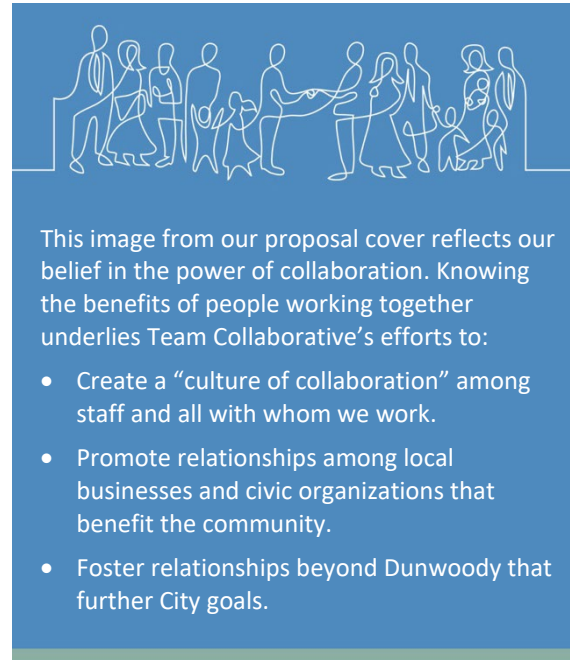 This image from our proposal cover reflects our
belief in the power of collaboration. Knowing
the benefits of people working together
underlies Team Collaborative’s efforts to:
• Create a “culture of collaboration” among
staff and all with whom we work.
• Promote relationships among local
businesses and civic organizations that
benefit the community.
• Foster relationships beyond Dunwoody that
further City goals.